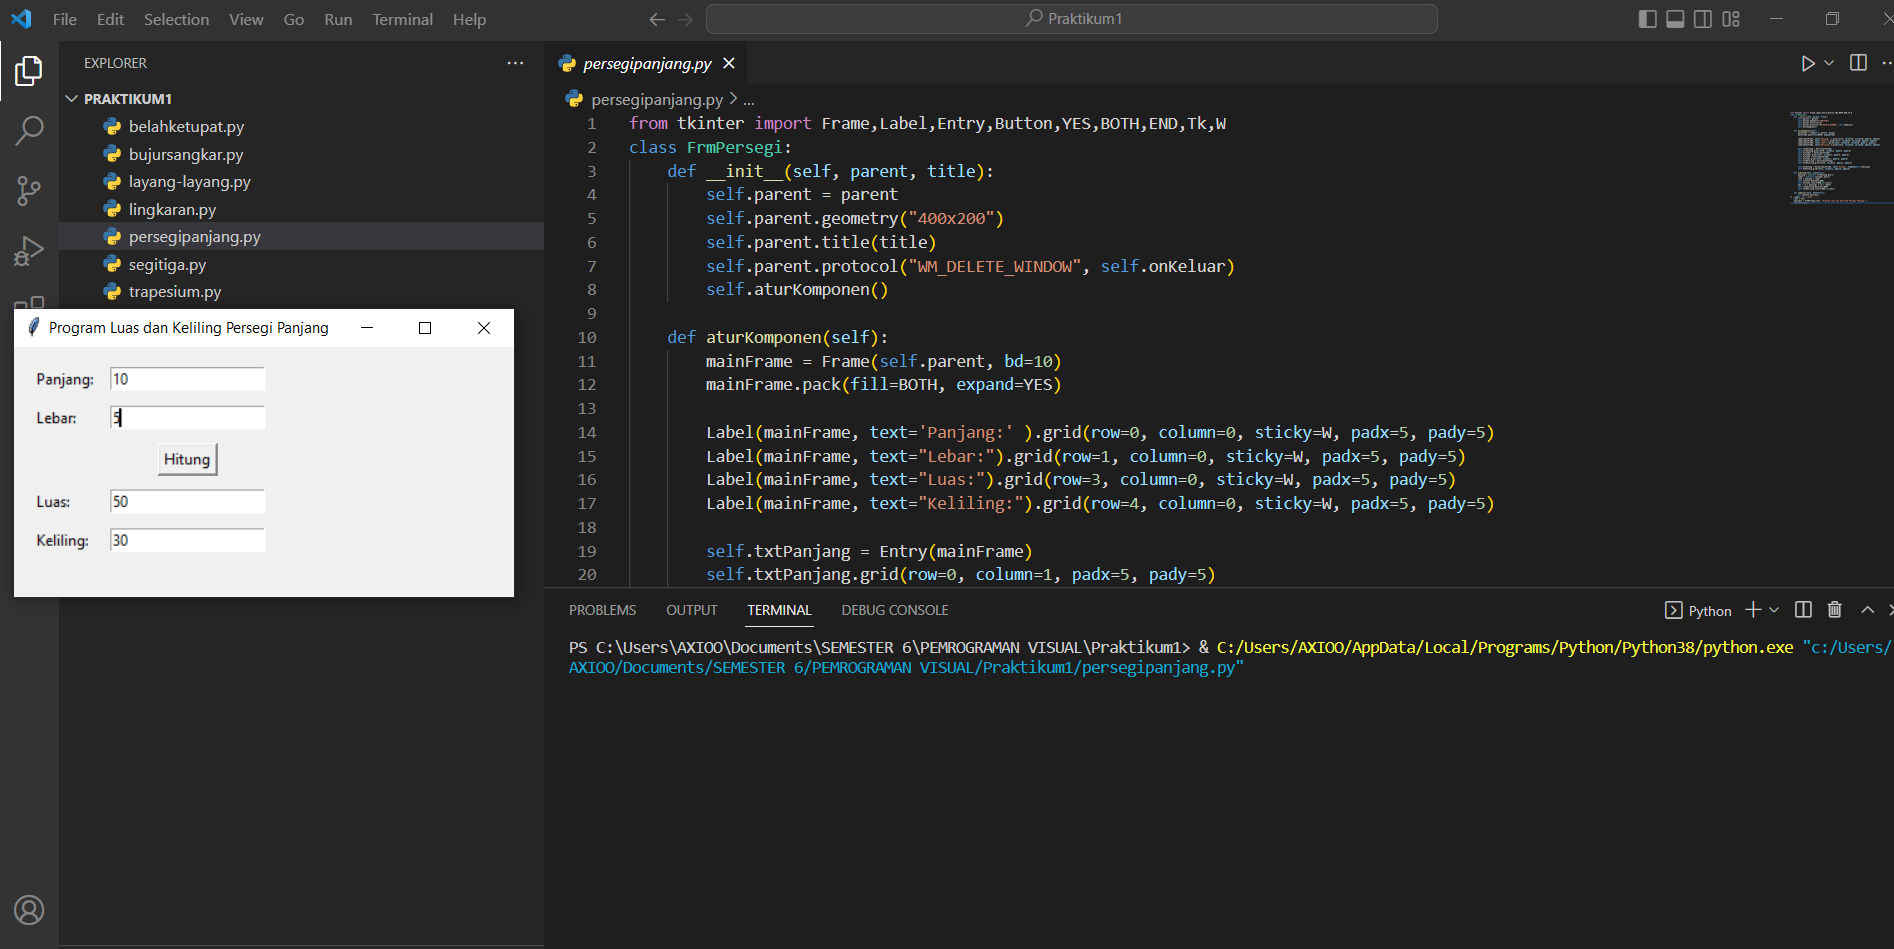 File Edit Selection View Go Run Terminal Help
Praktikum1
EXPLORER
PRAKTIKUM1
belahketupat.py
bujursangkar.py
layang-layang.py
lingkaran.py
persegipanjang.py
segitiga.py
trapesium.py
Program Luas dan Keliling Persegi Panjang
Panjang: 10
Lebar: 5
Hitung
Luas: 50
Keliling: 30
persegipanjang.py
persegipanjang.py > ...
1 from tkinter import Frame,Label,Entry,Button,YES,BOTH,END,Tk,W
2 class FrmPersegi:
3 def __init__(self, parent, title):
4 self.parent = parent
5 self.parent.geometry("400x200")
6 self.parent.title(title)
7 self.parent.protocol("WM_DELETE_WINDOW", self.onKeluar)
8 self.aturKomponen()
9
10 def aturKomponen(self):
11 mainFrame = Frame(self.parent, bd=10)
12 mainFrame.pack(fill=BOTH, expand=YES)
13
14 Label(mainFrame, text='Panjang:' ).grid(row=0, column=0, sticky=W, padx=5, pady=5)
15 Label(mainFrame, text="Lebar:").grid(row=1, column=0, sticky=W, padx=5, pady=5)
16 Label(mainFrame, text="Luas:").grid(row=3, column=0, sticky=W, padx=5, pady=5)
17 Label(mainFrame, text="Keliling:").grid(row=4, column=0, sticky=W, padx=5, pady=5)
18
19 self.txtPanjang = Entry(mainFrame)
20 self.txtPanjang.grid(row=0, column=1, padx=5, pady=5)
PROBLEMS OUTPUT TERMINAL DEBUG CONSOLE
Python
PS C:\Users\AXIOO\Documents\SEMESTER 6\PEMROGRAMAN VISUAL\Praktikum1> & C:/Users/AXIOO/AppData/Local/Programs/Python/Python38/python.exe "c:/Users/
AXIOO/Documents/SEMESTER 6/PEMROGRAMAN VISUAL/Praktikum1/persegipanjang.py"